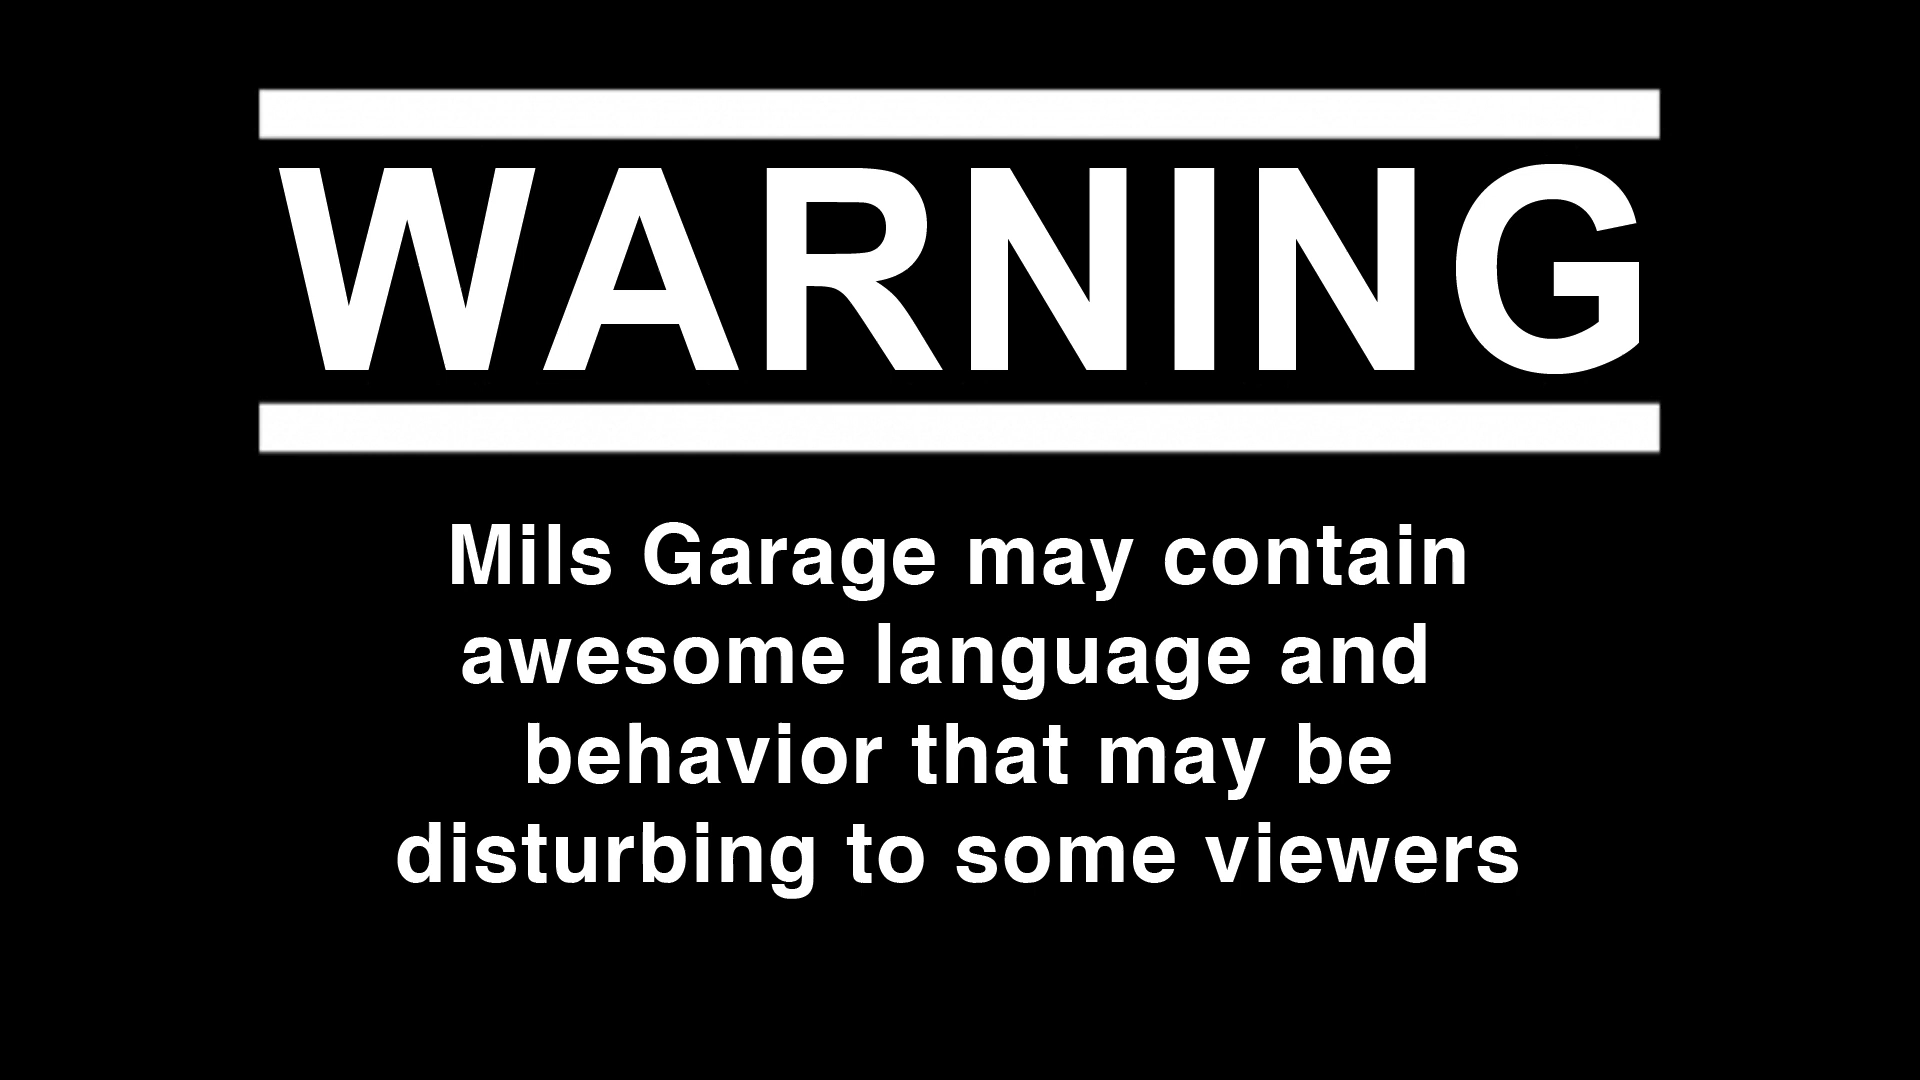 WARNING
Mils Garage may contain
awesome language and
behavior that may be
disturbing to some viewers